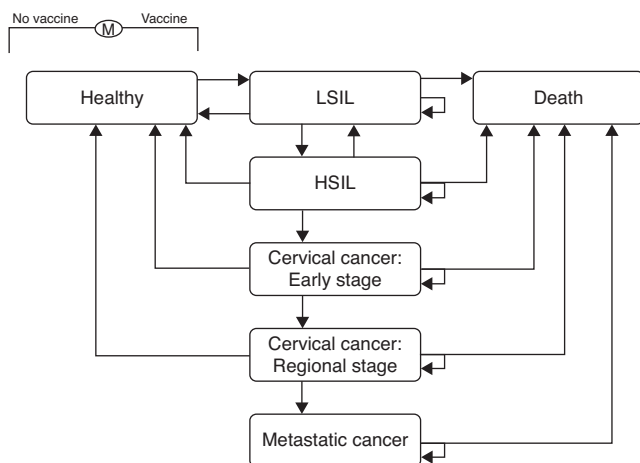 No vaccine M Vaccine
Healthy
LSIL
Death
HSIL
Cervical cancer:
Early stage
Cervical cancer:
Regional stage
Metastatic cancer